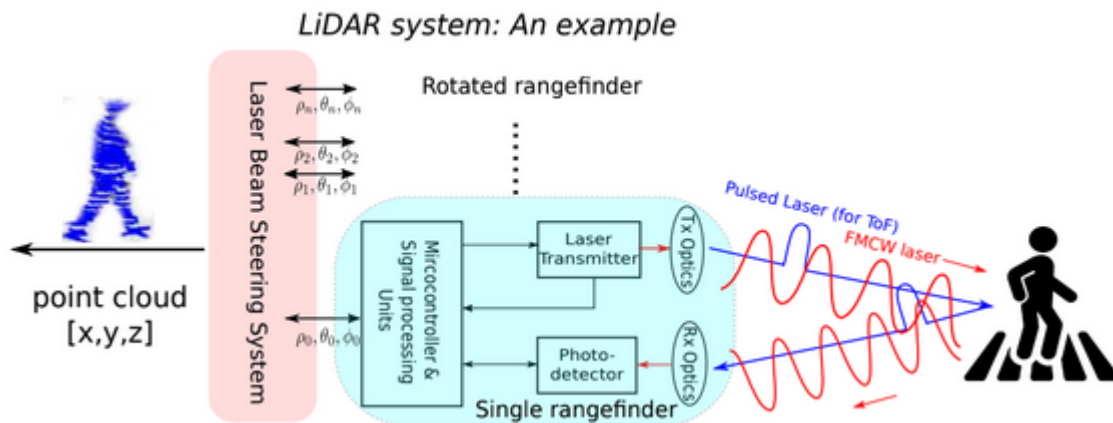 LiDAR system: An example
Laser Beam Steering System
Rotated rangefinder
ρn,θn,ϕn
ρ2,θ2,ϕ2
ρ1,θ1,ϕ1
ρ0,θ0,ϕ0
point cloud
[x,y,z]
Mircocontroller &
Signal processing
Units
Laser
Transmitter
Tx Optics
Photo-
detector
Rx Optics
Single rangefinder
Pulsed Laser (for ToF)
FMCW laser